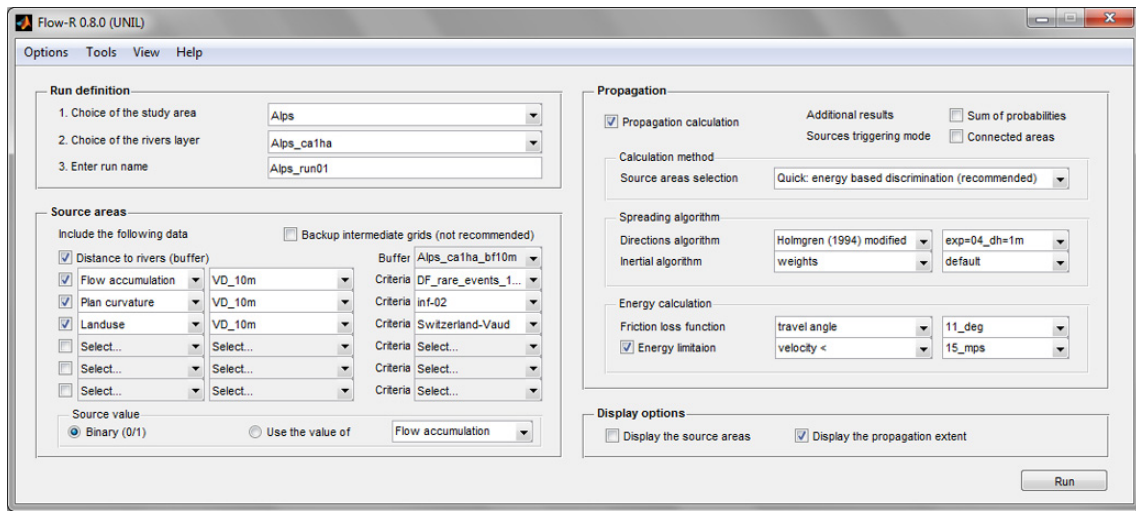 Flow-R 0.8.0 (UNIL)
Options Tools View Help
Run definition
1. Choice of the study area Alps
2. Choice of the rivers layer Alps_ca1ha
3. Enter run name Alps_run01
Source areas
Include the following data Backup intermediate grids (not recommended)
Distance to rivers (buffer) Buffer Alps_ca1ha_bf10m
Flow accumulation VD_10m Criteria DF_rare_events_1...
Plan curvature VD_10m Criteria inf-02
Landuse VD_10m Criteria Switzerland-Vaud
Select... Select... Criteria Select...
Select... Select... Criteria Select...
Select... Select... Criteria Select...
Source value
Binary (0/1) Use the value of Flow accumulation
Propagation
Propagation calculation Additional results Sum of probabilities
Sources triggering mode Connected areas
Calculation method
Source areas selection Quick: energy based discrimination (recommended)
Spreading algorithm
Directions algorithm Holmgren (1994) modified exp=04_dh=1m
Inertial algorithm weights default
Energy calculation
Friction loss function travel angle 11_deg
Energy limitaion velocity < 15_mps
Display options
Display the source areas Display the propagation extent
Run